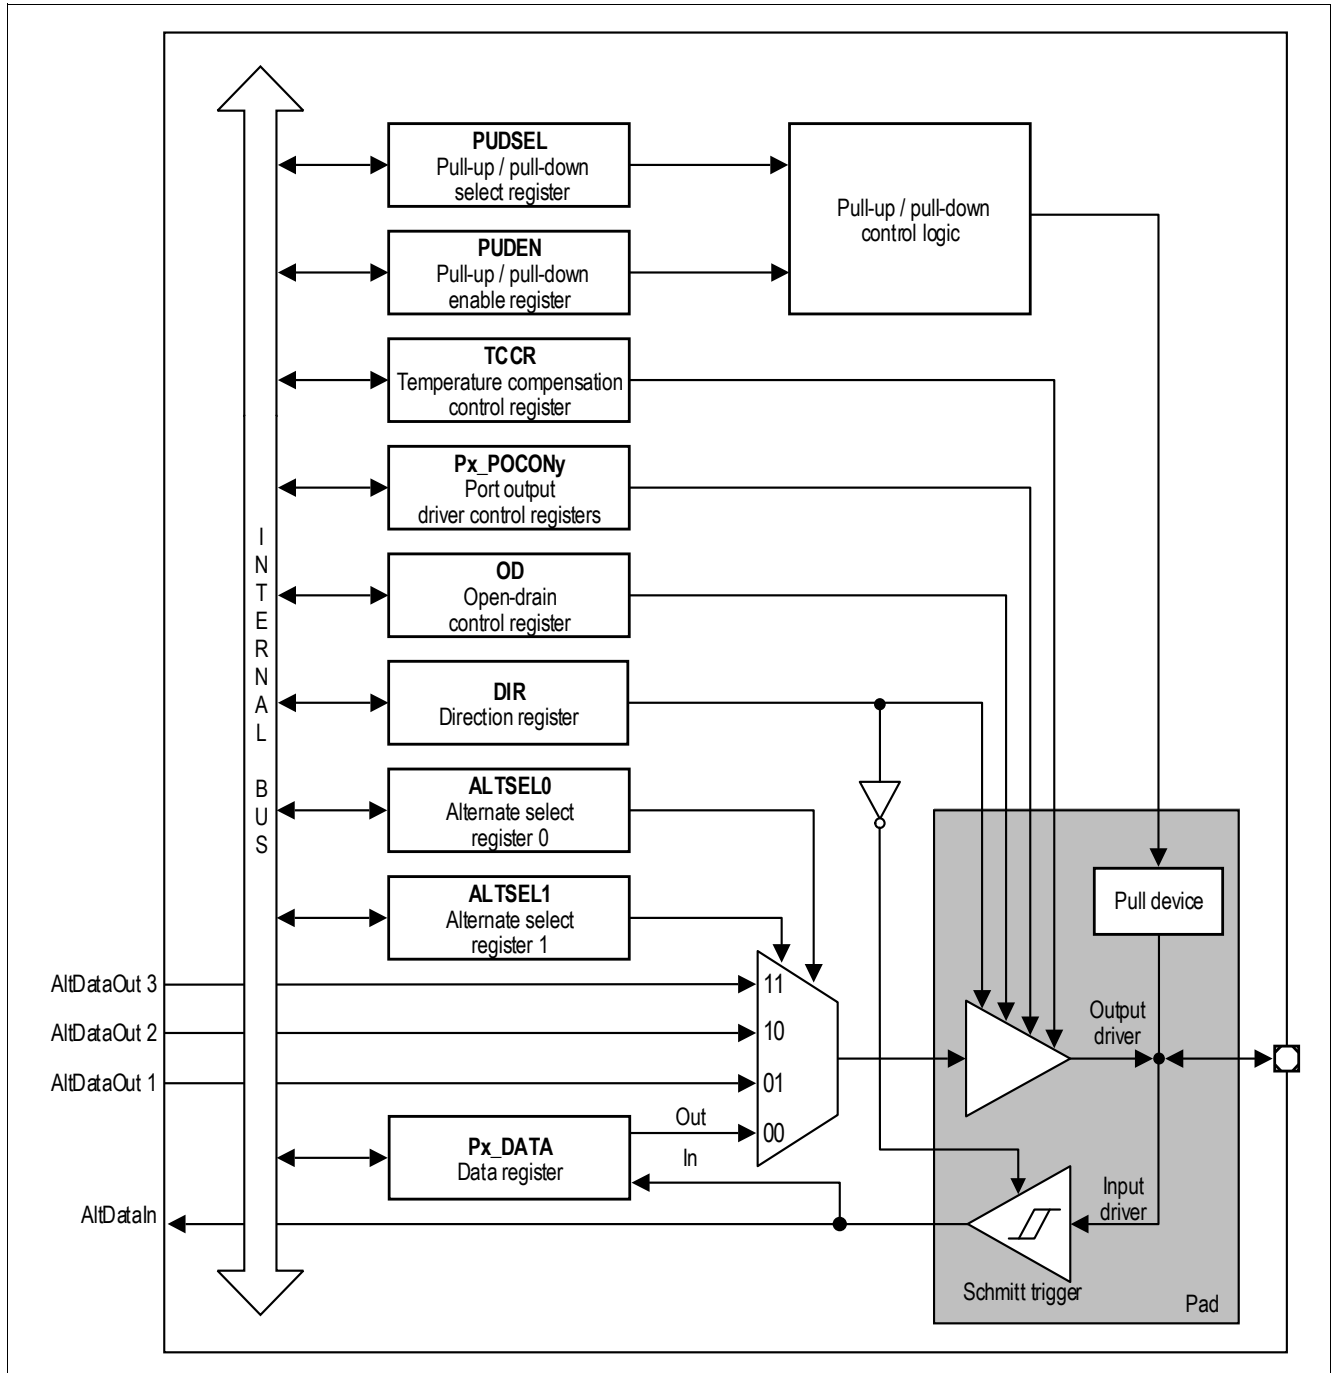 PUDSEL
Pull-up / pull-down
select register
Pull-up / pull-down
control logic
PUDEN
Pull-up / pull-down
enable register
TCCR
Temperature compensation
control register
Px_POCONy
Port output
driver control registers
OD
Open-drain
control register
INTERNAL BUS
DIR
Direction register
ALTSEL0
Alternate select
register 0
ALTSEL1
Alternate select
register 1
Pull device
AltDataOut 3
11
AltDataOut 2
10
AltDataOut 1
01
Output
driver
Out
00
Px_DATA
Data register
In
AltDataIn
Input
driver
Schmitt trigger
Pad